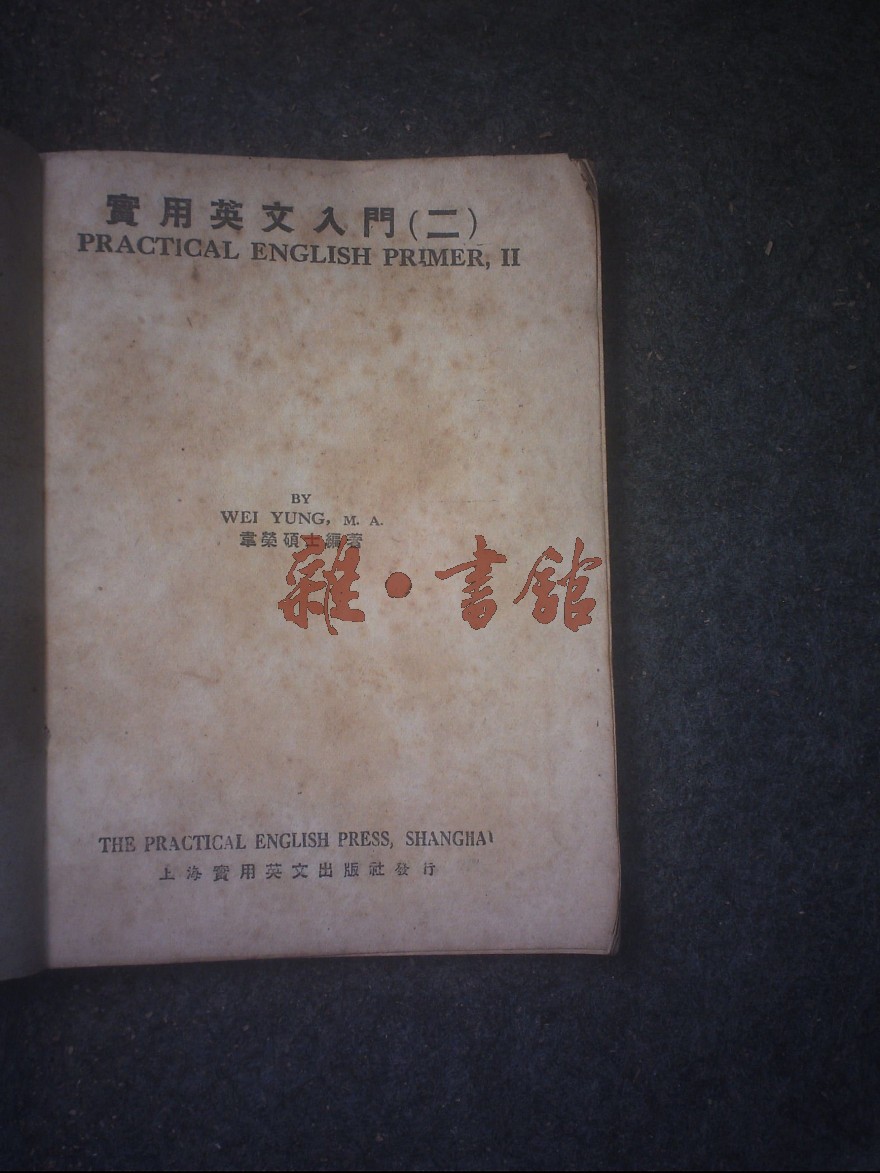 實用英文入門(二)
PRACTICAL ENGLISH PRIMER, II
BY
WEI YUNG, M. A.
韋榮碩士編著
雜•書館
THE PRACTICAL ENGLISH PRESS, SHANGHAI
上海實用英文出版社發行